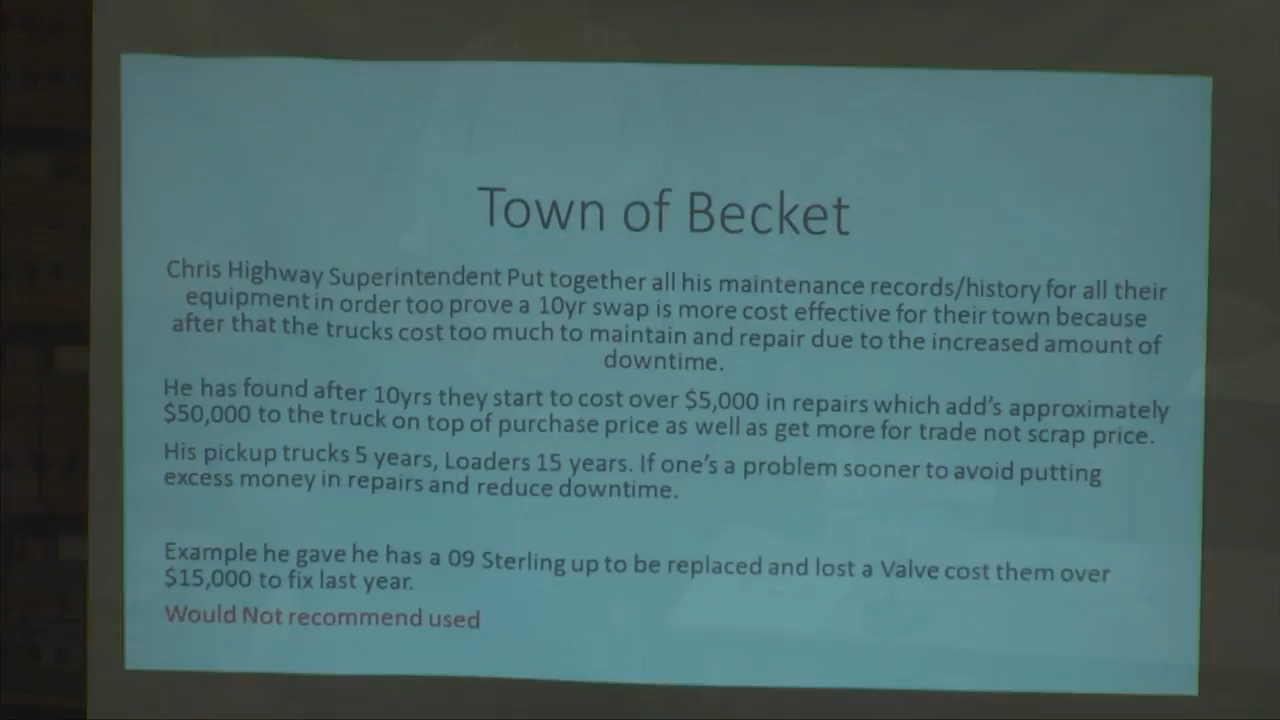 Town of Becket
Chris Highway Superintendent Put together all his maintenance records/history for all their
equipment in order too prove a 10yr swap is more cost effective for their town because
after that the trucks cost too much to maintain and repair due to the increased amount of
downtime.
He has found after 10yrs they start to cost over $5,000 in repairs which add's approximately
$50,000 to the truck on top of purchase price as well as get more for trade not scrap price.
His pickup trucks 5 years, Loaders 15 years. If one's a problem sooner to avoid putting
excess money in repairs and reduce downtime.
Example he gave he has a 09 Sterling up to be replaced and lost a Valve cost them over
$15,000 to fix last year.
Would Not recommend used